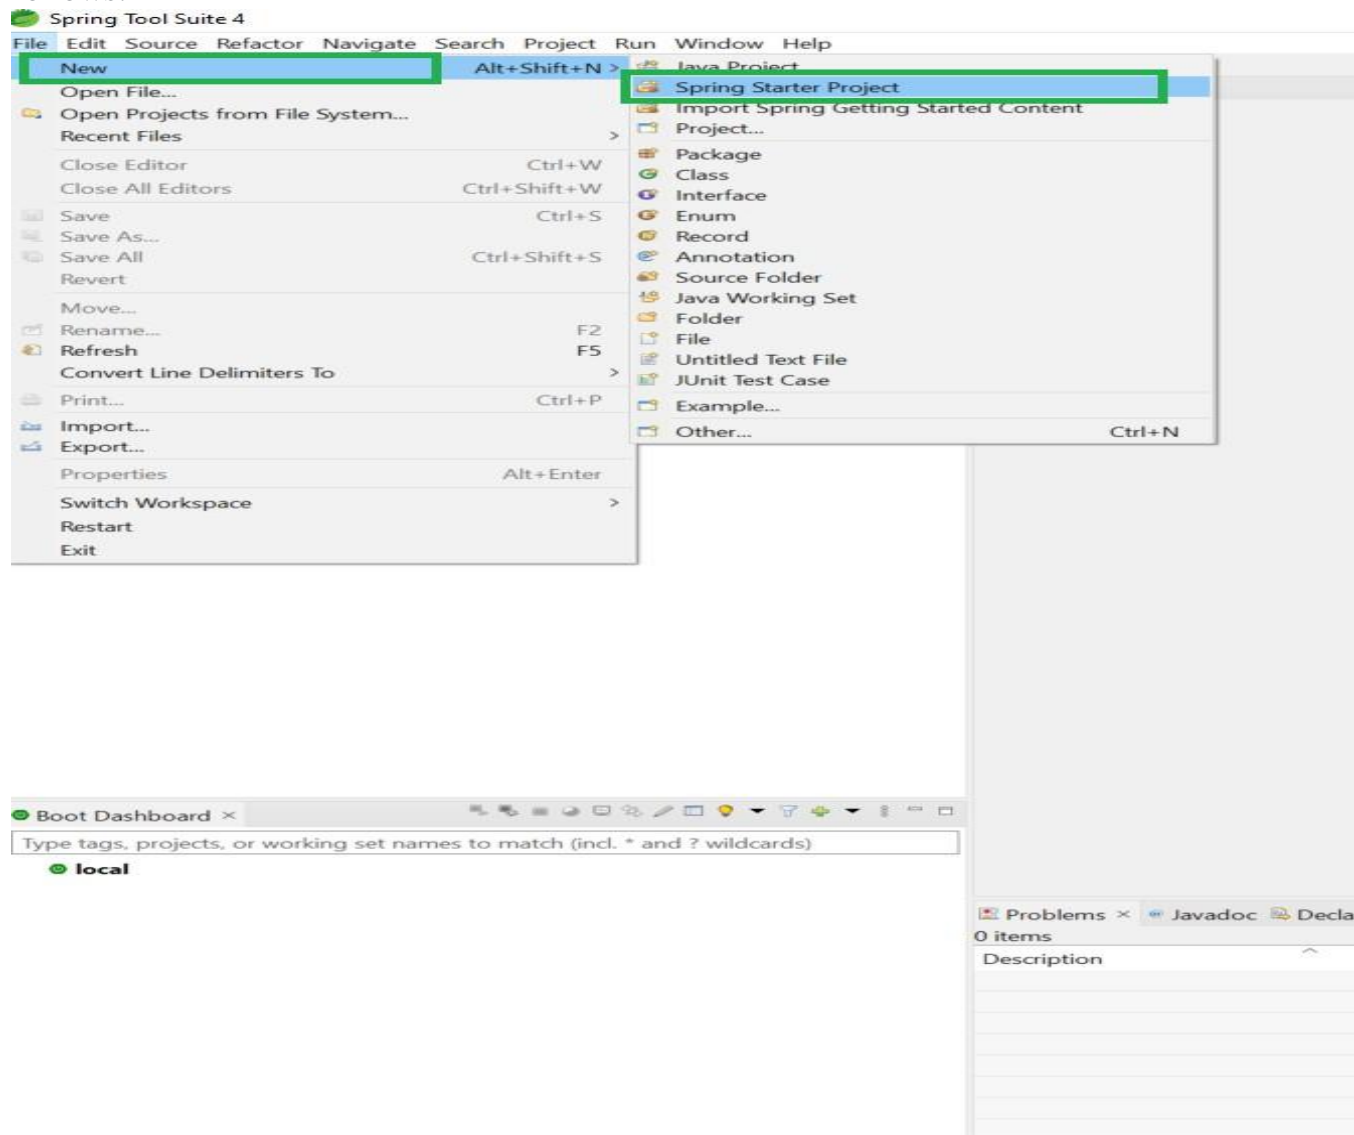 Spring Tool Suite 4
File Edit Source Refactor Navigate Search Project Run Window Help
New Alt+Shift+N >
Open File...
Open Projects from File System...
Recent Files >
Close Editor Ctrl+W
Close All Editors Ctrl+Shift+W
Save Ctrl+S
Save As...
Save All Ctrl+Shift+S
Revert
Move...
Rename... F2
Refresh F5
Convert Line Delimiters To >
Print... Ctrl+P
Import...
Export...
Properties Alt+Enter
Switch Workspace >
Restart
Exit
Java Project
Spring Starter Project
Import Spring Getting Started Content
Project...
Package
Class
Interface
Enum
Record
Annotation
Source Folder
Java Working Set
Folder
File
Untitled Text File
JUnit Test Case
Example...
Other... Ctrl+N
Boot Dashboard ×
Type tags, projects, or working set names to match (incl. * and ? wildcards)
local
Problems × Javadoc Decla
0 items
Description